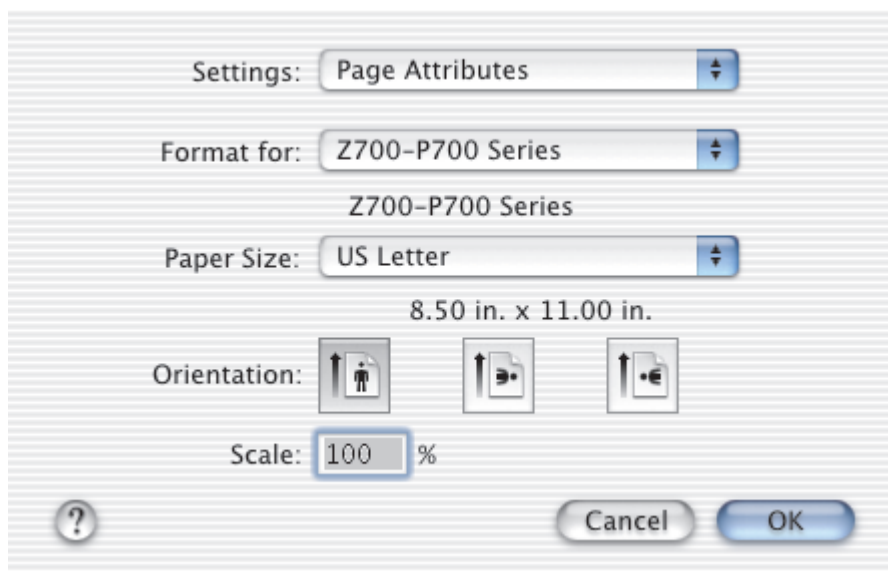 Settings: Page Attributes
Format for: Z700-P700 Series
Z700-P700 Series
Paper Size: US Letter
8.50 in. x 11.00 in.
Orientation:
Scale: 100 %
? Cancel OK